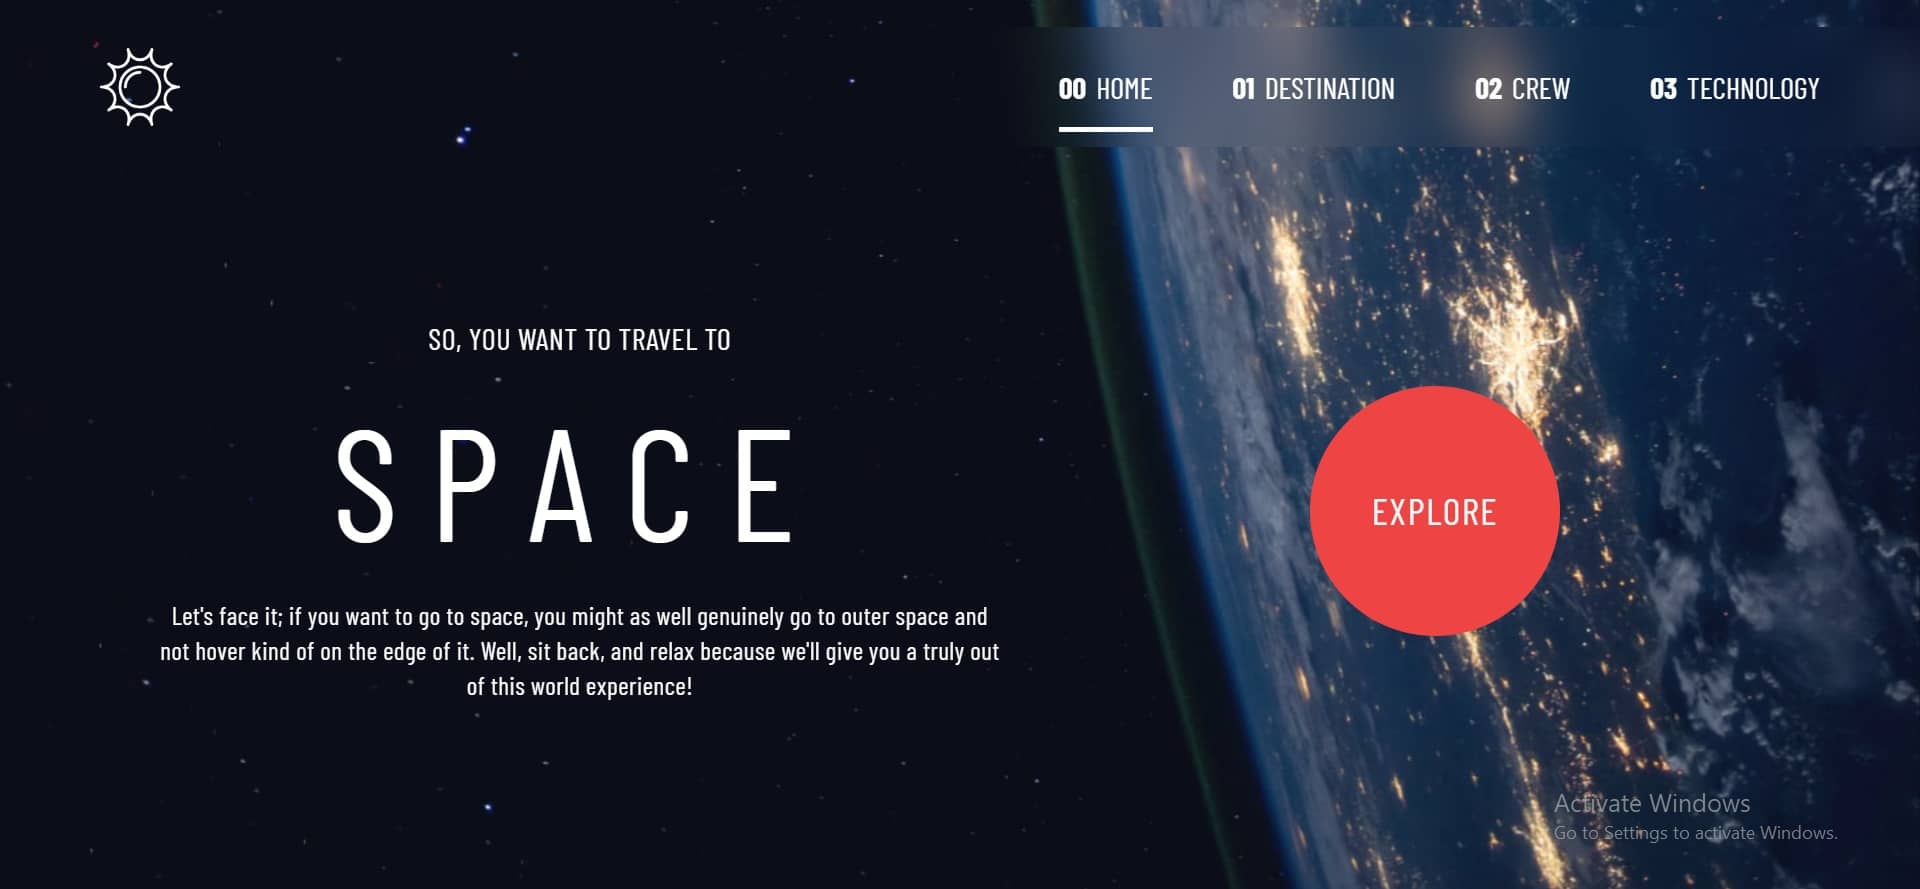 00 HOME 01 DESTINATION 02 CREW 03 TECHNOLOGY
SO, YOU WANT TO TRAVEL TO
SPACE
Let's face it; if you want to go to space, you might as well genuinely go to outer space and
not hover kind of on the edge of it. Well, sit back, and relax because we'll give you a truly out
of this world experience!
EXPLORE
Activate Windows
Go to Settings to activate Windows.